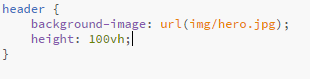 header {
    background-image: url(img/hero.jpg);
    height: 100vh;
}